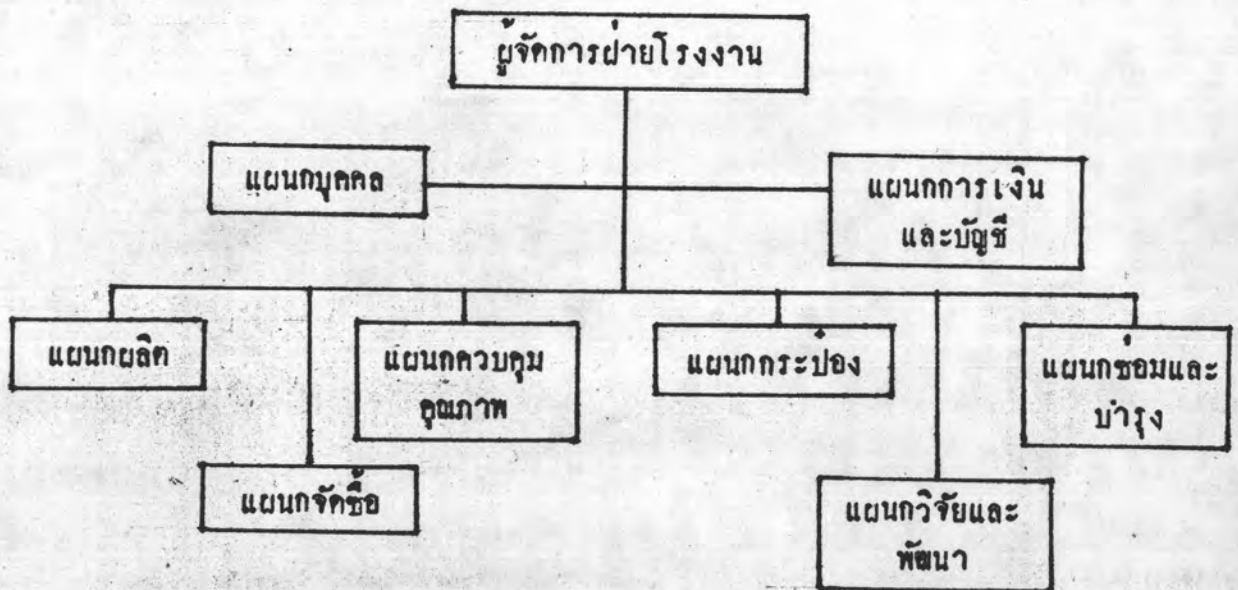 ผู้จัดการฝ่ายโรงงาน
แผนกบุคคล
แผนกการเงิน
และบัญชี
แผนกผลิต
แผนกควบคุม
คุณภาพ
แผนกกระป๋อง
แผนกซ่อมและ
บำรุง
แผนกจัดซื้อ
แผนกวิจัยและ
พัฒนา